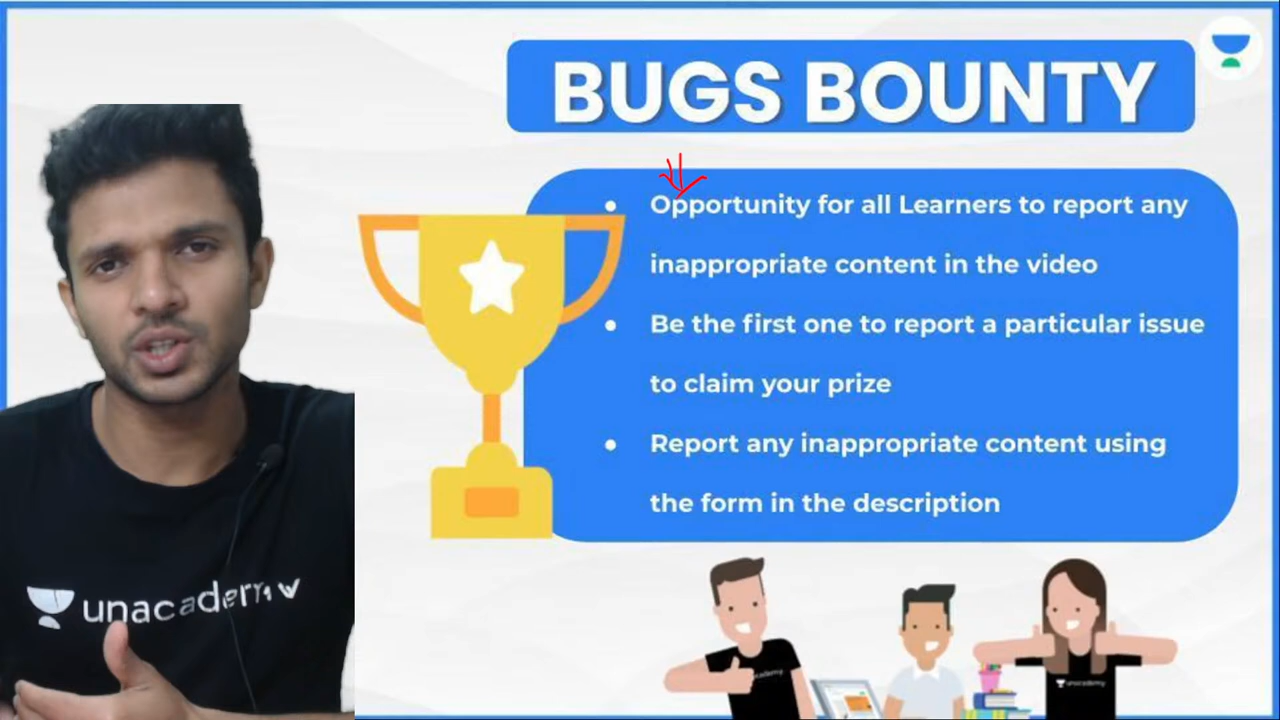 BUGS BOUNTY
• Opportunity for all Learners to report any
inappropriate content in the video
• Be the first one to report a particular issue
to claim your prize
• Report any inappropriate content using
the form in the description
unacademy
unacademy